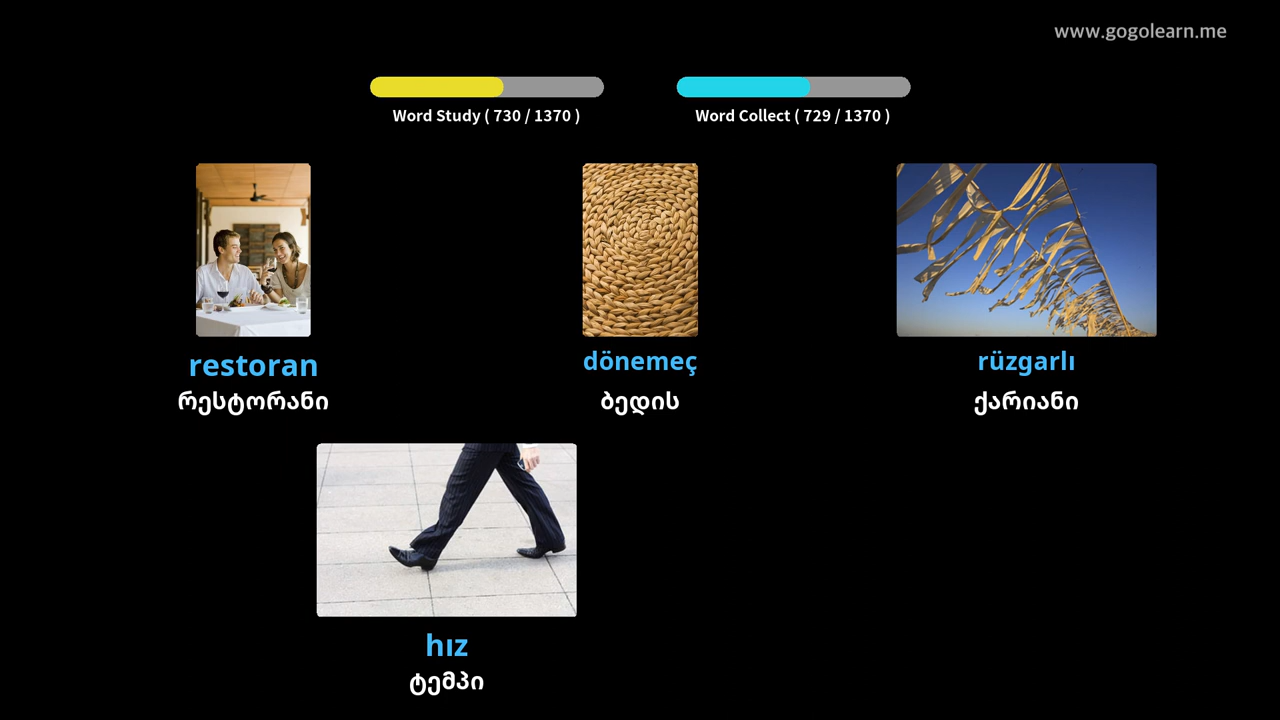 www.gogolearn.me
Word Study ( 730 / 1370 )
Word Collect ( 729 / 1370 )
restoran
რესტორანი
dönemeç
ბედის
rüzgarlı
ქარიანი
hız
ტემპი